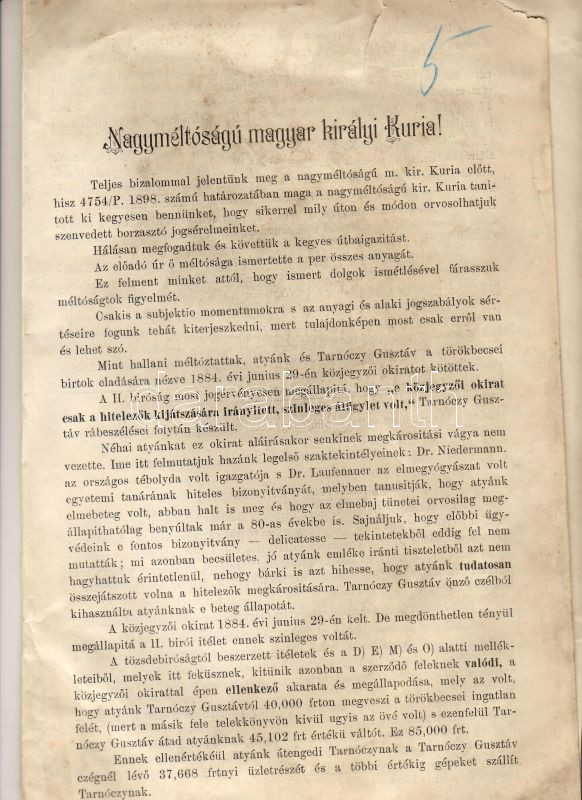 5
Nagyméltóságú magyar királyi Kuria!
Teljes bizalommal jelentünk meg a nagyméltóságú m. kir. Kuria előtt,
hisz 4754/P. 1898. számú határozatában maga a nagyméltóságú kir. Kuria tani-
tott ki kegyesen bennünket, hogy sikerrel mily úton és módon orvosolhatjuk
szenvedett borzasztó jogsérelmeinket.
Hálásan megfogadtuk és követtük a kegyes útbaigazitást.
Az előadó úr ő méltósága ismertette a per összes anyagát.
Ez felment minket attól, hogy ismert dolgok ismétlésével fárasszuk
méltóságtok figyelmét.
Csakis a subjektio momentumokra s az anyagi és alaki jogszabályok sér-
téseire fogunk tehát kiterjeszkedni, mert tulajdonképen most csak erről van
és lehet szó.
Mint hallani méltóztattak, atyánk és Tarnóczy Gusztáv a törökbecsei
birtok eladására nézve 1884. évi junius 29-én közjegyzői okiratot kötöttek.
A II. biróság most jogérvényesen megállapitá, hogy „e közjegyzői okirat
csak a hitelezők kijátszására irányitott, szinleges álügylet volt," Tarnóczy Gusz-
táv rábeszélései folytán készült.
Néhai atyánkat ez okirat aláirásakor senkinek megkárositási vágya nem
vezette. Ime itt felmutatjuk hazánk legelső szaktekintélyeinek: Dr. Niedermann.
az országos tébolyda volt igazgatója s Dr. Laufenauer az elmegyógyászat volt
egyetemi tanárának hiteles bizonyitványát, melyben tanusitják, hogy atyánk
elmebeteg volt, abban halt is meg és hogy az elmebaj tünetei orvosilag meg-
állapithatólag benyúltak már a 80-as évekbe is. Sajnáljuk, hogy előbbi ügy-
védeink e fontos bizonyitvány — delicatesse — tekintetekből eddig fel nem
mutatták; mi azonban becsületes. jó atyánk emléke iránti tiszteletből azt nem
hagyhattuk érintetlenül, nehogy bárki is azt hihesse, hogy atyánk tudatosan
összejátszott volna a hitelezők megkárositására. Tarnóczy Gusztáv önző czélból
kihasználta atyánknak e beteg állapotát.
A közjegyzői okirat 1884. évi junius 29-én kelt. De megdönthetlen tényül
megállapitá a II. birói itélet ennek szinleges voltát.
A tőzsdebiróságtól beszerzett itéletek és a D) E) M) és O) alatti mellék-
leteiből, melyek itt feküsznek, kitünik azonban a szerződő feleknek valódi, a
közjegyzői okirattal épen ellenkező akarata és megállapodása, mely az volt,
hogy atyánk Tarnóczy Gusztávtól 40,000 frton megveszi a törökbecsei ingatlan
felét, (mert a másik fele telekkönyvön kivül ugyis az övé volt) s ezenfelül Tar-
nóczy Gusztáv átad atyánknak 45,102 frt értékü váltót. Ez 85,000 frt.
Ennek ellenértékéül atyánk átengedi Tarnóczynak a Tarnóczy Gusztáv
czégnél lévő 37,668 frtnyi üzletrészét és a többi értékig gépeket szállit
Tarnóczynak.
darabanth